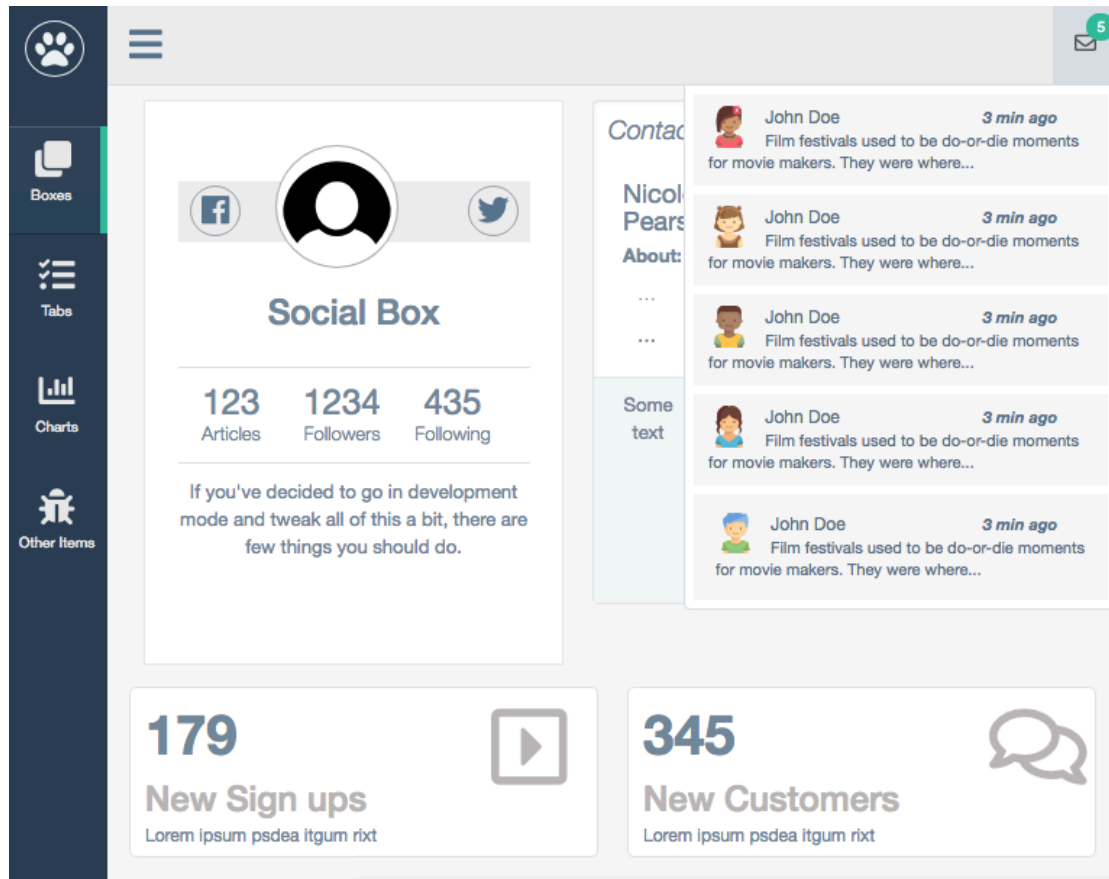 5
Boxes
Tabs
Charts
Other Items
Social Box
123 1234 435
Articles Followers Following
If you've decided to go in development
mode and tweak all of this a bit, there are
few things you should do.
About:
...
...
Some
text
John Doe 3 min ago
Film festivals used to be do-or-die moments
for movie makers. They were where...
John Doe 3 min ago
Film festivals used to be do-or-die moments
for movie makers. They were where...
John Doe 3 min ago
Film festivals used to be do-or-die moments
for movie makers. They were where...
John Doe 3 min ago
Film festivals used to be do-or-die moments
for movie makers. They were where...
John Doe 3 min ago
Film festivals used to be do-or-die moments
for movie makers. They were where...
179
New Sign ups
Lorem ipsum psdea itgum rixt
345
New Customers
Lorem ipsum psdea itgum rixt